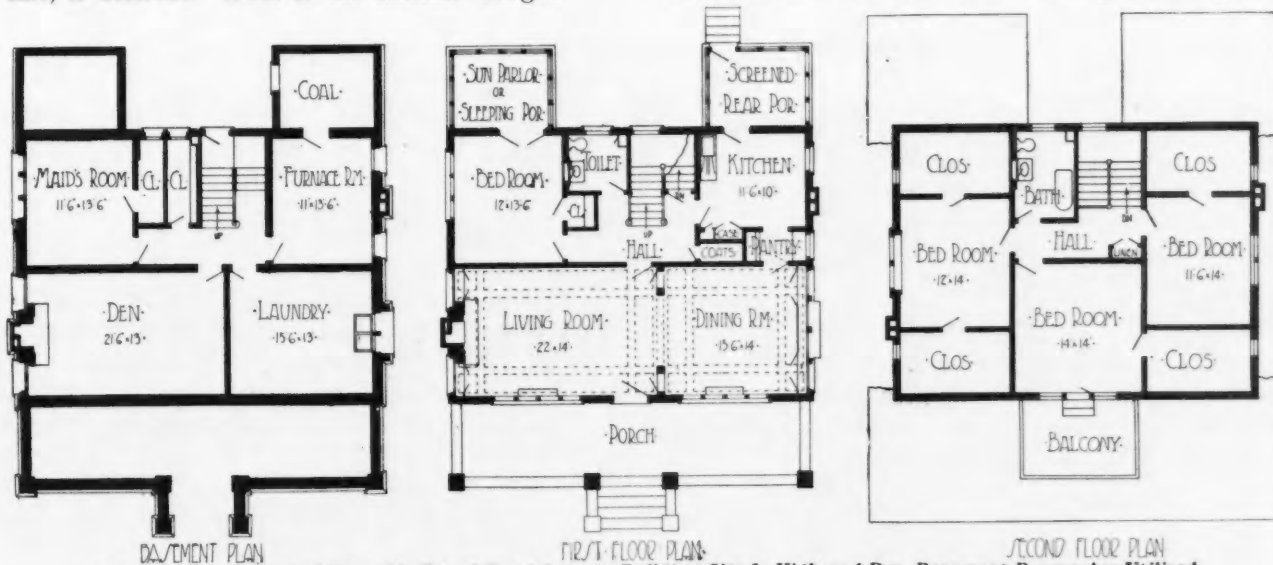 COAL
MAID'S ROOM
11'6"×13'6"
CL
CL
FURNACE RM.
UP
DEN
21'6"×13'
LAUNDRY
15'6"×13'
BASEMENT PLAN
SUN PARLOR
OR
SLEEPING POR.
SCREENED
REAR POR.
BED ROOM
12×13-6
TOILET
CL
UP
DN
KITCHEN
11-6×10
CASE
COATS
PANTRY
HALL
LIVING ROOM
22×14
DINING RM
15'6×14
PORCH
FIRST FLOOR PLAN
CLOS
BATH
DN
CLOS
BED ROOM
12×14
HALL
LINEN
BED ROOM
11'6×14
BED ROOM
14×14
CLOS
CLOS
BALCONY
SECOND FLOOR PLAN